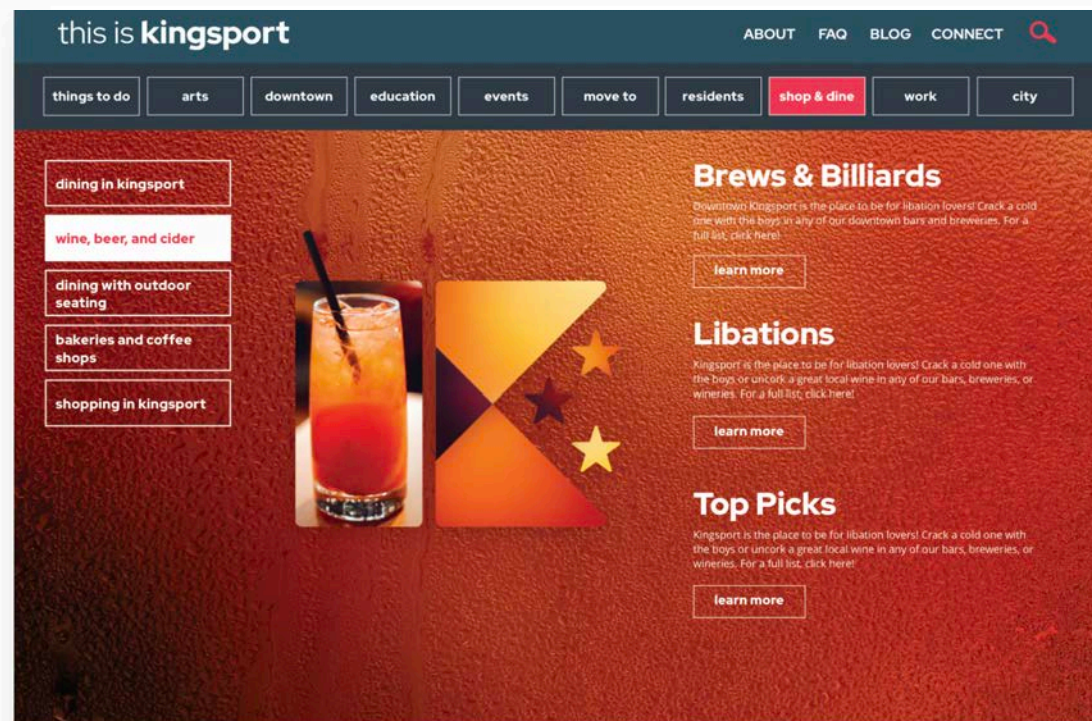 this is kingsport
ABOUT FAQ BLOG CONNECT
things to do arts downtown education events move to residents shop & dine work city
dining in kingsport
wine, beer, and cider
dining with outdoor
seating
bakeries and coffee
shops
shopping in kingsport
Brews & Billiards
Downtown Kingsport is the place to be for libation lovers! Crack a cold
one with the boys in any of our downtown bars and breweries. For a
full list, click here!
learn more
Libations
Kingsport is the place to be for libation lovers! Crack a cold one with
the boys or uncork a great local wine in any of our bars, breweries, or
wineries. For a full list, click here!
learn more
Top Picks
Kingsport is the place to be for libation lovers! Crack a cold one with
the boys or uncork a great local wine in any of our bars, breweries, or
wineries. For a full list, click here!
learn more